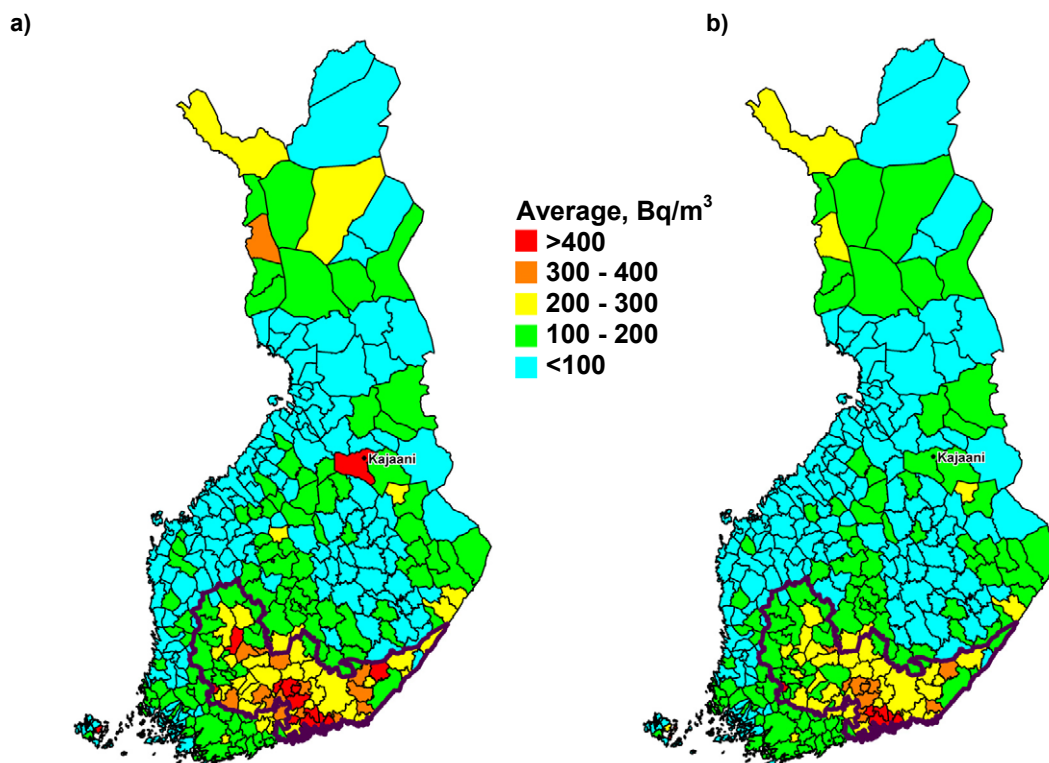 a)
b)
Average, Bq/m³
>400
300 - 400
200 - 300
100 - 200
<100
Kajaani
Kajaani